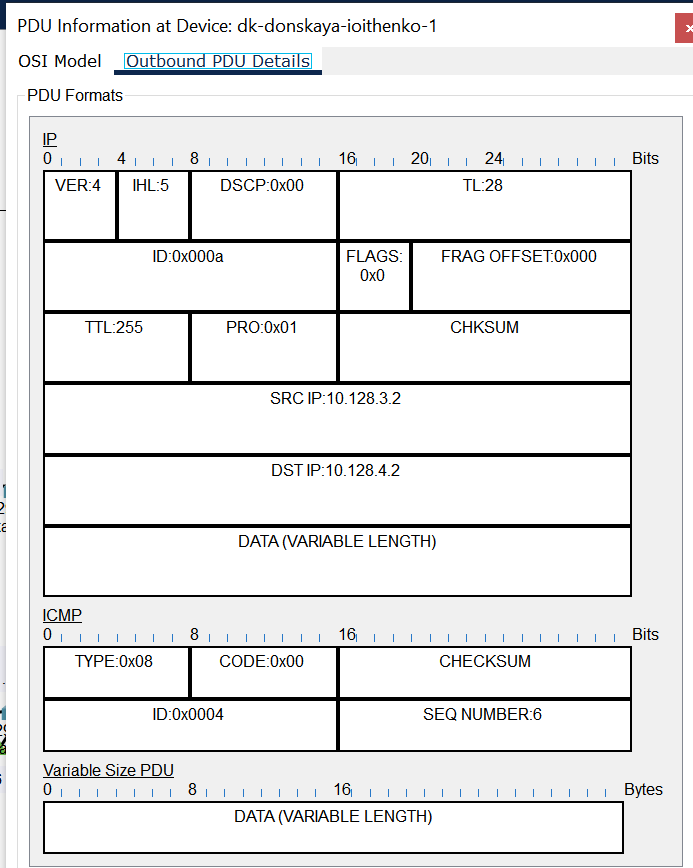 PDU Information at Device: dk-donskaya-ioithenko-1
OSI Model Outbound PDU Details
PDU Formats
IP
0 4 8 16 20 24 Bits
VER:4 IHL:5 DSCP:0x00 TL:28
ID:0x000a FLAGS: 0x0 FRAG OFFSET:0x000
TTL:255 PRO:0x01 CHKSUM
SRC IP:10.128.3.2
DST IP:10.128.4.2
DATA (VARIABLE LENGTH)
ICMP
0 8 16 Bits
TYPE:0x08 CODE:0x00 CHECKSUM
ID:0x0004 SEQ NUMBER:6
Variable Size PDU
0 8 16 Bytes
DATA (VARIABLE LENGTH)